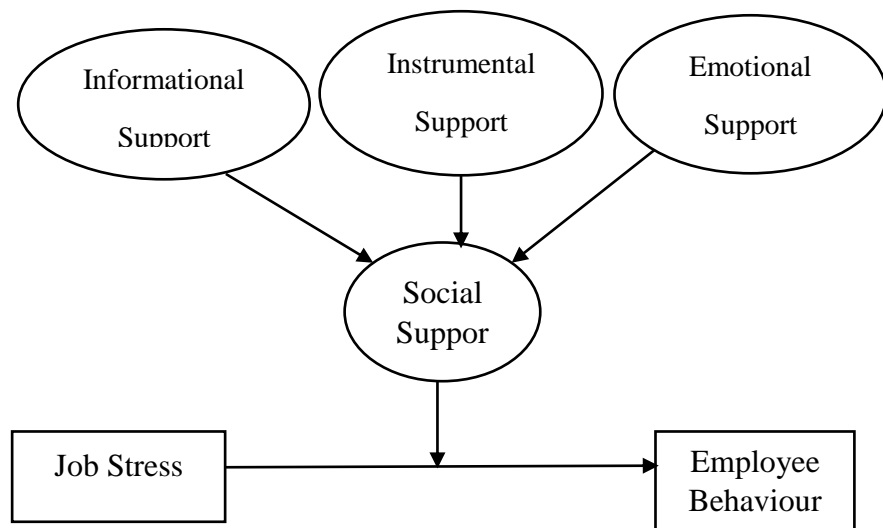 Informational
Support
Instrumental
Support
Emotional
Support
Social
Suppor
Job Stress
Employee
Behaviour